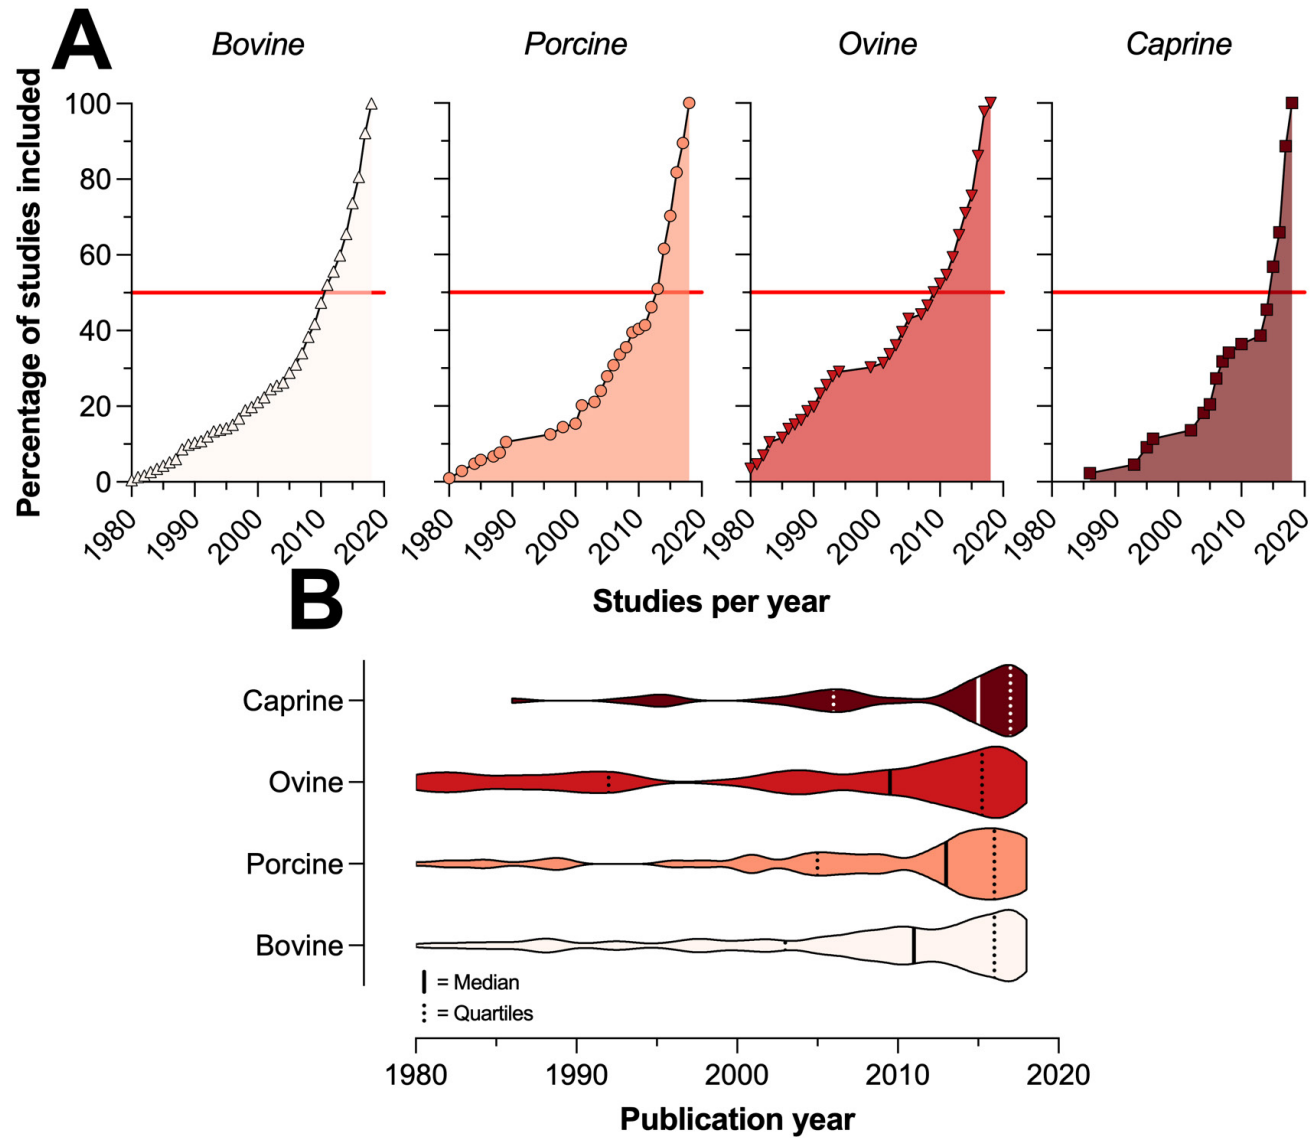 A
Bovine
Porcine
Ovine
Caprine
Percentage of studies included
100
80
60
40
20
0
1980
1990
2000
2010
2020
1980
1990
2000
2010
2020
1980
1990
2000
2010
2020
1980
1990
2000
2010
2020
Studies per year
B
Caprine
Ovine
Porcine
Bovine
= Median
= Quartiles
1980
1990
2000
2010
2020
Publication year